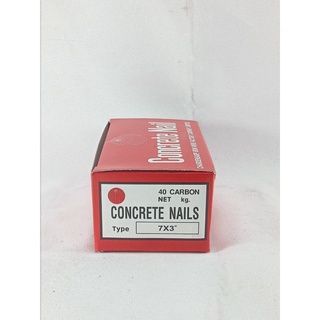 Concrete Nail
40 CARBON
NET kg.
CONCRETE NAILS
Type 7X3"